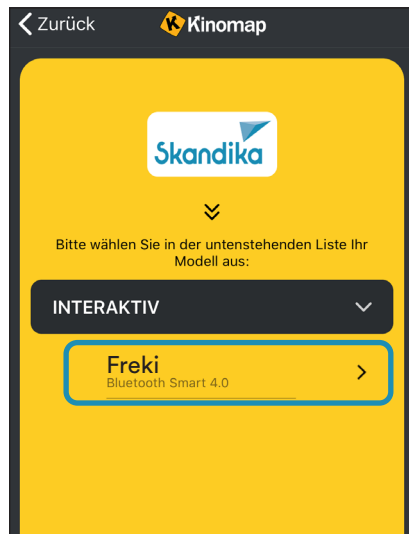 Zurück
Kinomap
Skandika
Bitte wählen Sie in der untenstehenden Liste Ihr
Modell aus:
INTERAKTIV
Freki
Bluetooth Smart 4.0